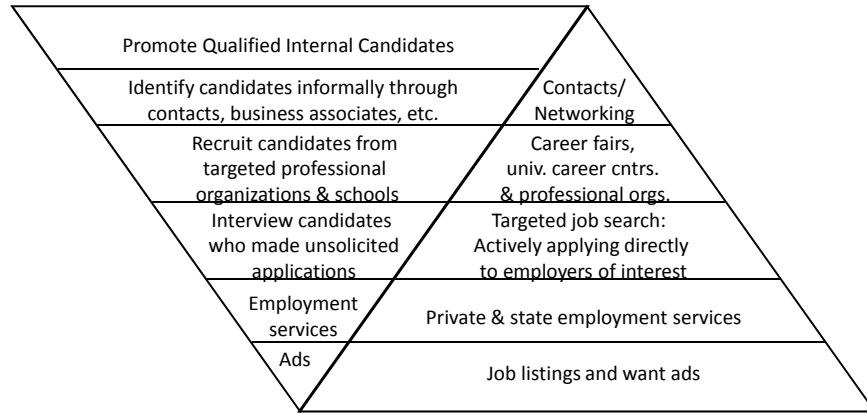 Promote Qualified Internal Candidates
Identify candidates informally through
contacts, business associates, etc.
Contacts/
Networking
Recruit candidates from
targeted professional
organizations & schools
Career fairs,
univ. career cntrs.
& professional orgs.
Interview candidates
who made unsolicited
applications
Targeted job search:
Actively applying directly
to employers of interest
Employment
services
Private & state employment services
Ads
Job listings and want ads